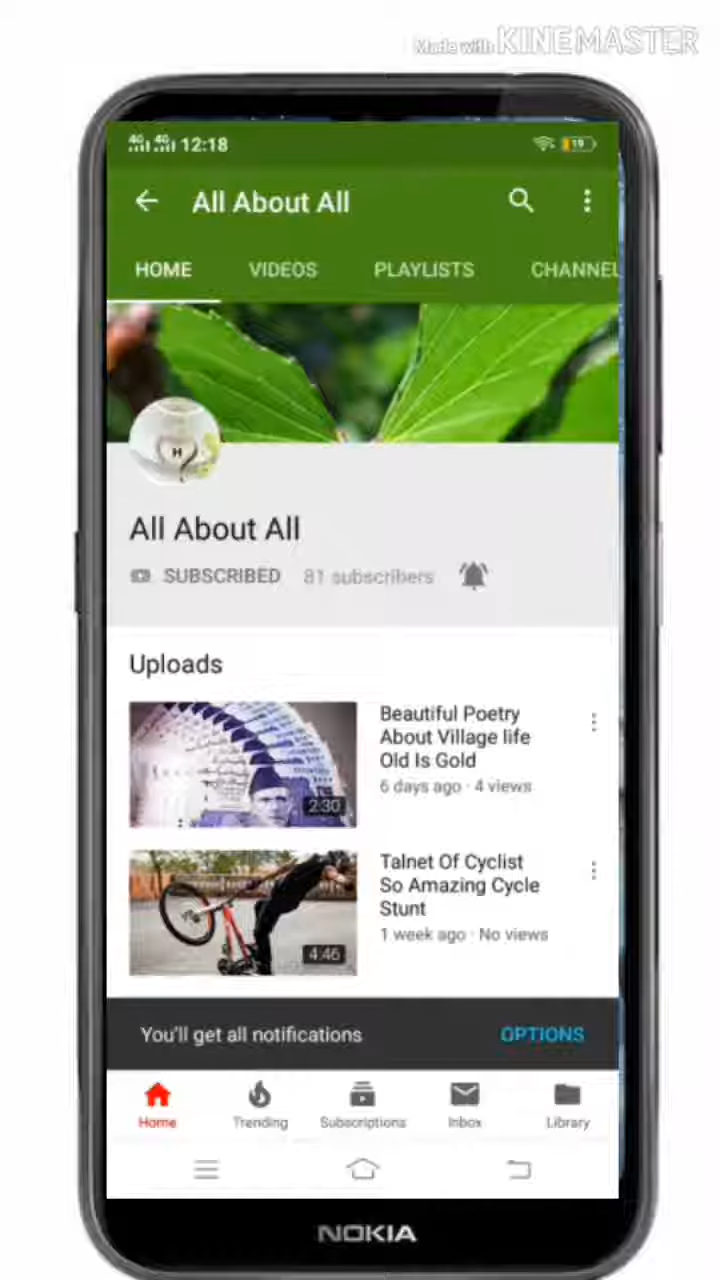 Made with KINEMASTER
4G 4G 12:18
19
All About All
HOME VIDEOS PLAYLISTS CHANNEL
H
All About All
SUBSCRIBED 81 subscribers
Uploads
Beautiful Poetry
About Village life
Old Is Gold
6 days ago · 4 views
2:30
Talnet Of Cyclist
So Amazing Cycle
Stunt
1 week ago · No views
4:46
You'll get all notifications OPTIONS
Home Trending Subscriptions Inbox Library
NOKIA